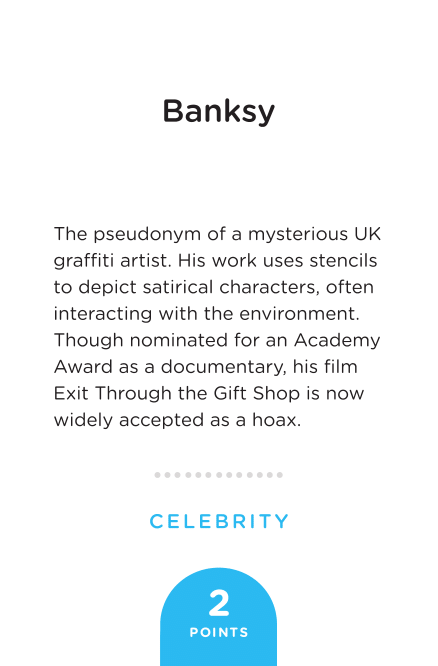 Banksy
The pseudonym of a mysterious UK
graffiti artist. His work uses stencils
to depict satirical characters, often
interacting with the environment.
Though nominated for an Academy
Award as a documentary, his film
Exit Through the Gift Shop is now
widely accepted as a hoax.
CELEBRITY
2
POINTS